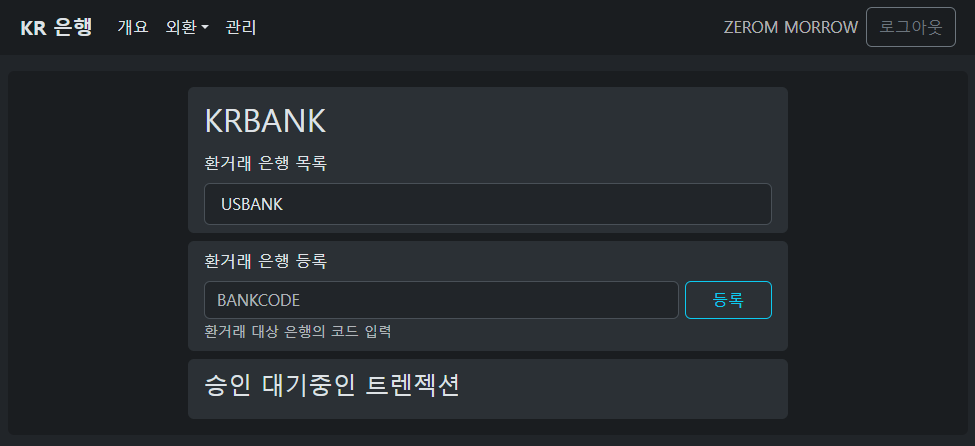 KR 은행 개요 외환 관리 ZEROM MORROW 로그아웃
KRBANK
환거래 은행 목록
USBANK
환거래 은행 등록
BANKCODE 등록
환거래 대상 은행의 코드 입력
승인 대기중인 트렌젝션